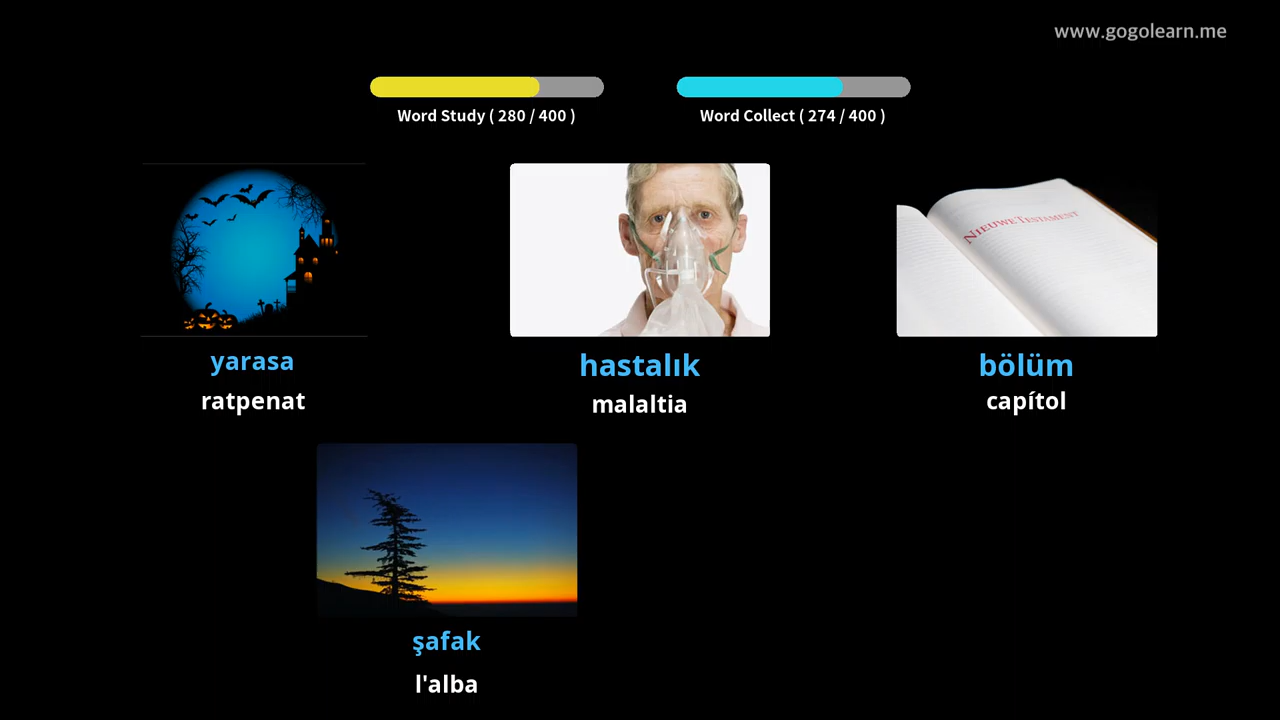 www.gogolearn.me
Word Study ( 280 / 400 )
Word Collect ( 274 / 400 )
NIEUWE TESTAMENT
yarasa
ratpenat
hastalık
malaltia
bölüm
capítol
şafak
l'alba